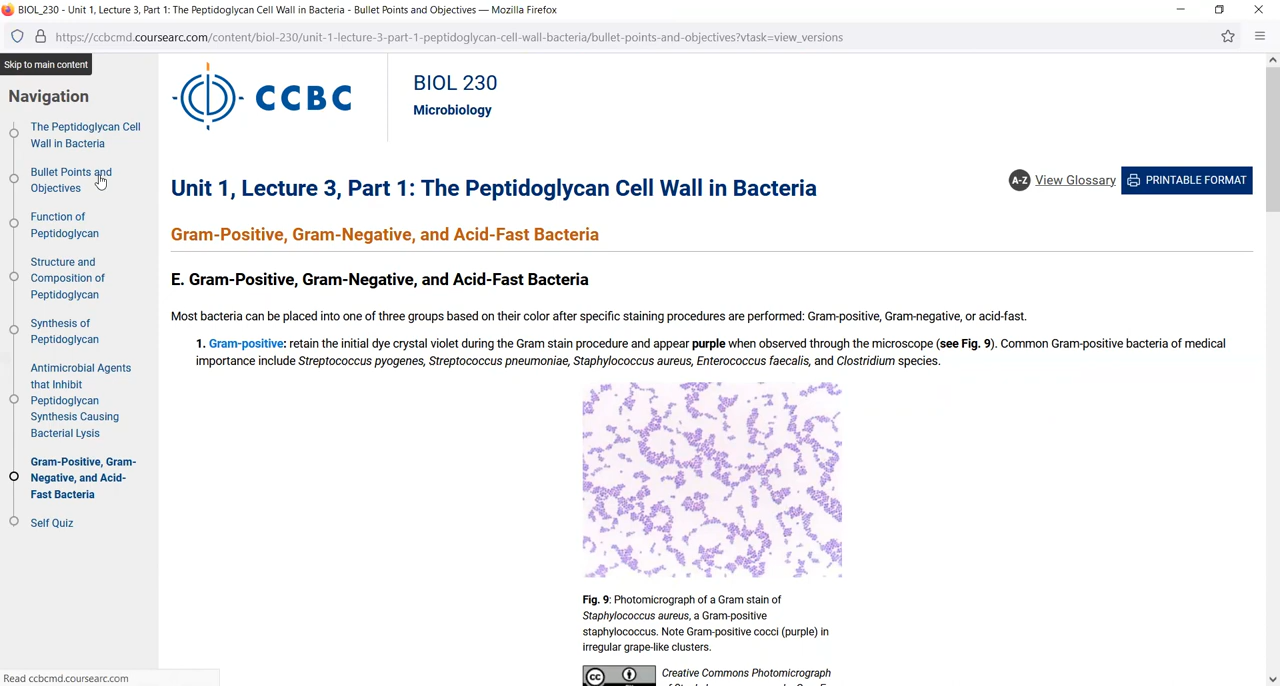 BIOL_230 - Unit 1, Lecture 3, Part 1: The Peptidoglycan Cell Wall in Bacteria - Bullet Points and Objectives — Mozilla Firefox
https://ccbcmd.coursearc.com/content/biol-230/unit-1-lecture-3-part-1-peptidoglycan-cell-wall-bacteria/bullet-points-and-objectives?vtask=view_versions
Skip to main content
Navigation
The Peptidoglycan Cell
Wall in Bacteria
Bullet Points and
Objectives
Function of
Peptidoglycan
Structure and
Composition of
Peptidoglycan
Synthesis of
Peptidoglycan
Antimicrobial Agents
that Inhibit
Peptidoglycan
Synthesis Causing
Bacterial Lysis
Gram-Positive, Gram-
Negative, and Acid-
Fast Bacteria
Self Quiz
CCBC
BIOL 230
Microbiology
Unit 1, Lecture 3, Part 1: The Peptidoglycan Cell Wall in Bacteria
A-Z View Glossary
PRINTABLE FORMAT
Gram-Positive, Gram-Negative, and Acid-Fast Bacteria
E. Gram-Positive, Gram-Negative, and Acid-Fast Bacteria
Most bacteria can be placed into one of three groups based on their color after specific staining procedures are performed: Gram-positive, Gram-negative, or acid-fast.
1. Gram-positive: retain the initial dye crystal violet during the Gram stain procedure and appear purple when observed through the microscope (see Fig. 9). Common Gram-positive bacteria of medical
importance include Streptococcus pyogenes, Streptococcus pneumoniae, Staphylococcus aureus, Enterococcus faecalis, and Clostridium species.
Fig. 9: Photomicrograph of a Gram stain of
Staphylococcus aureus, a Gram-positive
staphylococcus. Note Gram-positive cocci (purple) in
irregular grape-like clusters.
cc
Creative Commons Photomicrograph
Read ccbcmd.coursearc.com